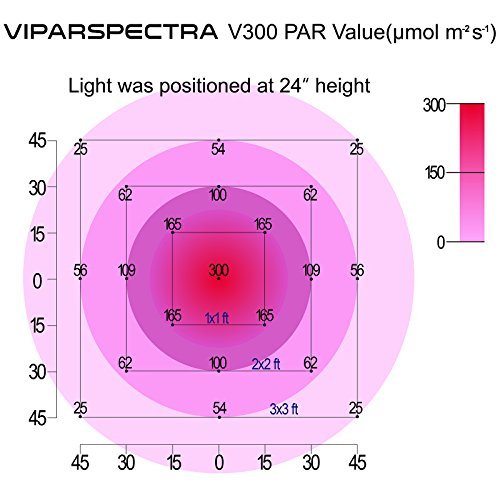 VIPARSPECTRA V300 PAR Value(μmol m⁻²s⁻¹)
Light was positioned at 24″ height
300
150
0
45
25 54 25
30
62 100 62
15
165 165
0
56 109 300 109 56
15
165 1x1 ft 165
30
62 100 2x2 ft 62
45
25 54 3x3 ft 25
45 30 15 0 15 30 45